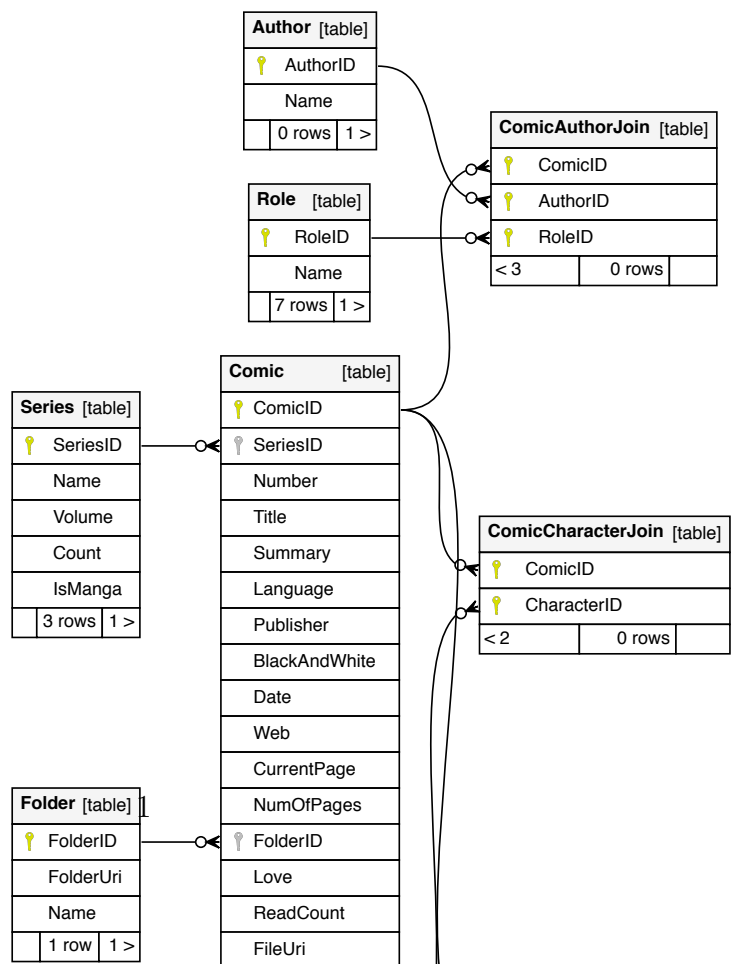 Author [table]
AuthorID
Name
0 rows 1 >
ComicAuthorJoin [table]
ComicID
AuthorID
RoleID
< 3 0 rows
Role [table]
RoleID
Name
7 rows 1 >
Comic [table]
ComicID
SeriesID
Number
Title
Summary
Language
Publisher
BlackAndWhite
Date
Web
CurrentPage
NumOfPages
FolderID
Love
ReadCount
FileUri
Series [table]
SeriesID
Name
Volume
Count
IsManga
3 rows 1 >
ComicCharacterJoin [table]
ComicID
CharacterID
< 2 0 rows
Folder [table] 1
FolderID
FolderUri
Name
1 row 1 >